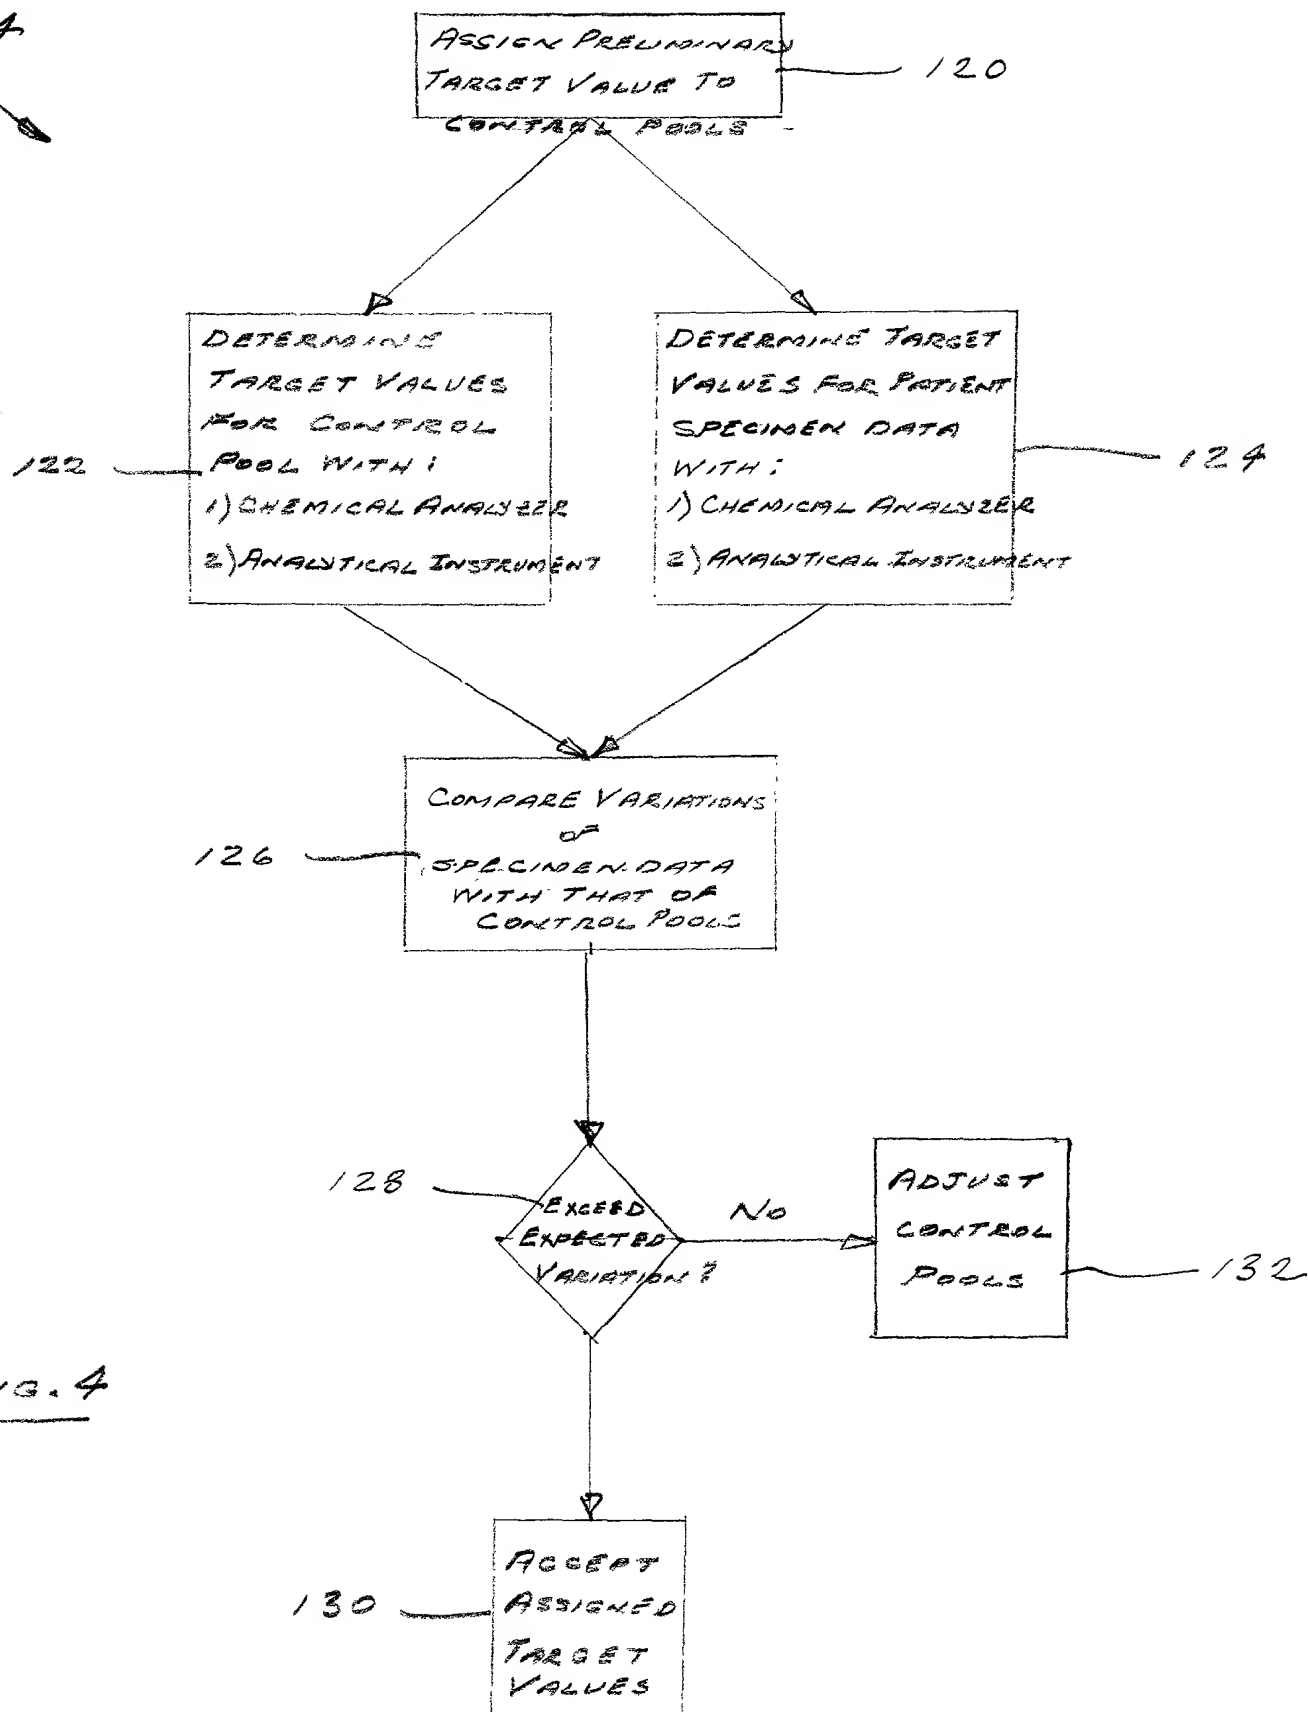 4
ASSIGN PRELIMINARY
TARGET VALUE TO
CONTROL POOLS
120
DETERMINE
TARGET VALUES
FOR CONTROL
POOL WITH:
1) CHEMICAL ANALYZER
2) ANALYTICAL INSTRUMENT
122
DETERMINE TARGET
VALUES FOR PATIENT
SPECIMEN DATA
WITH:
1) CHEMICAL ANALYZER
2) ANALYTICAL INSTRUMENT
124
COMPARE VARIATIONS
OF
SPECIMEN DATA
WITH THAT OF
CONTROL POOLS
126
128
EXCEED
EXPECTED
VARIATION?
NO
ADJUST
CONTROL
POOLS
132
G. 4
130
ACCEPT
ASSIGNED
TARGET
VALUES